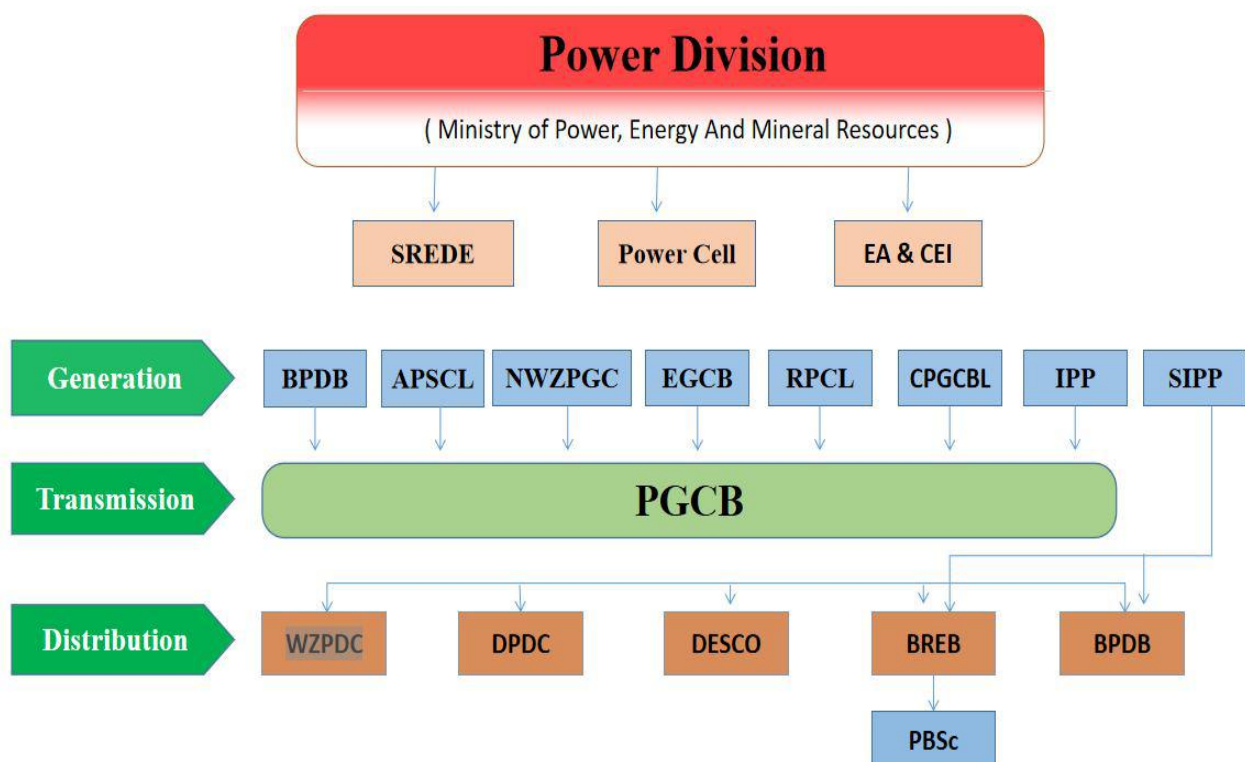 Power Division
( Ministry of Power, Energy And Mineral Resources )
SREDE
Power Cell
EA & CEI
Generation
BPDB
APSCL
NWZPGC
EGCB
RPCL
CPGCBL
IPP
SIPP
Transmission
PGCB
Distribution
WZPDC
DPDC
DESCO
BREB
BPDB
PBSc